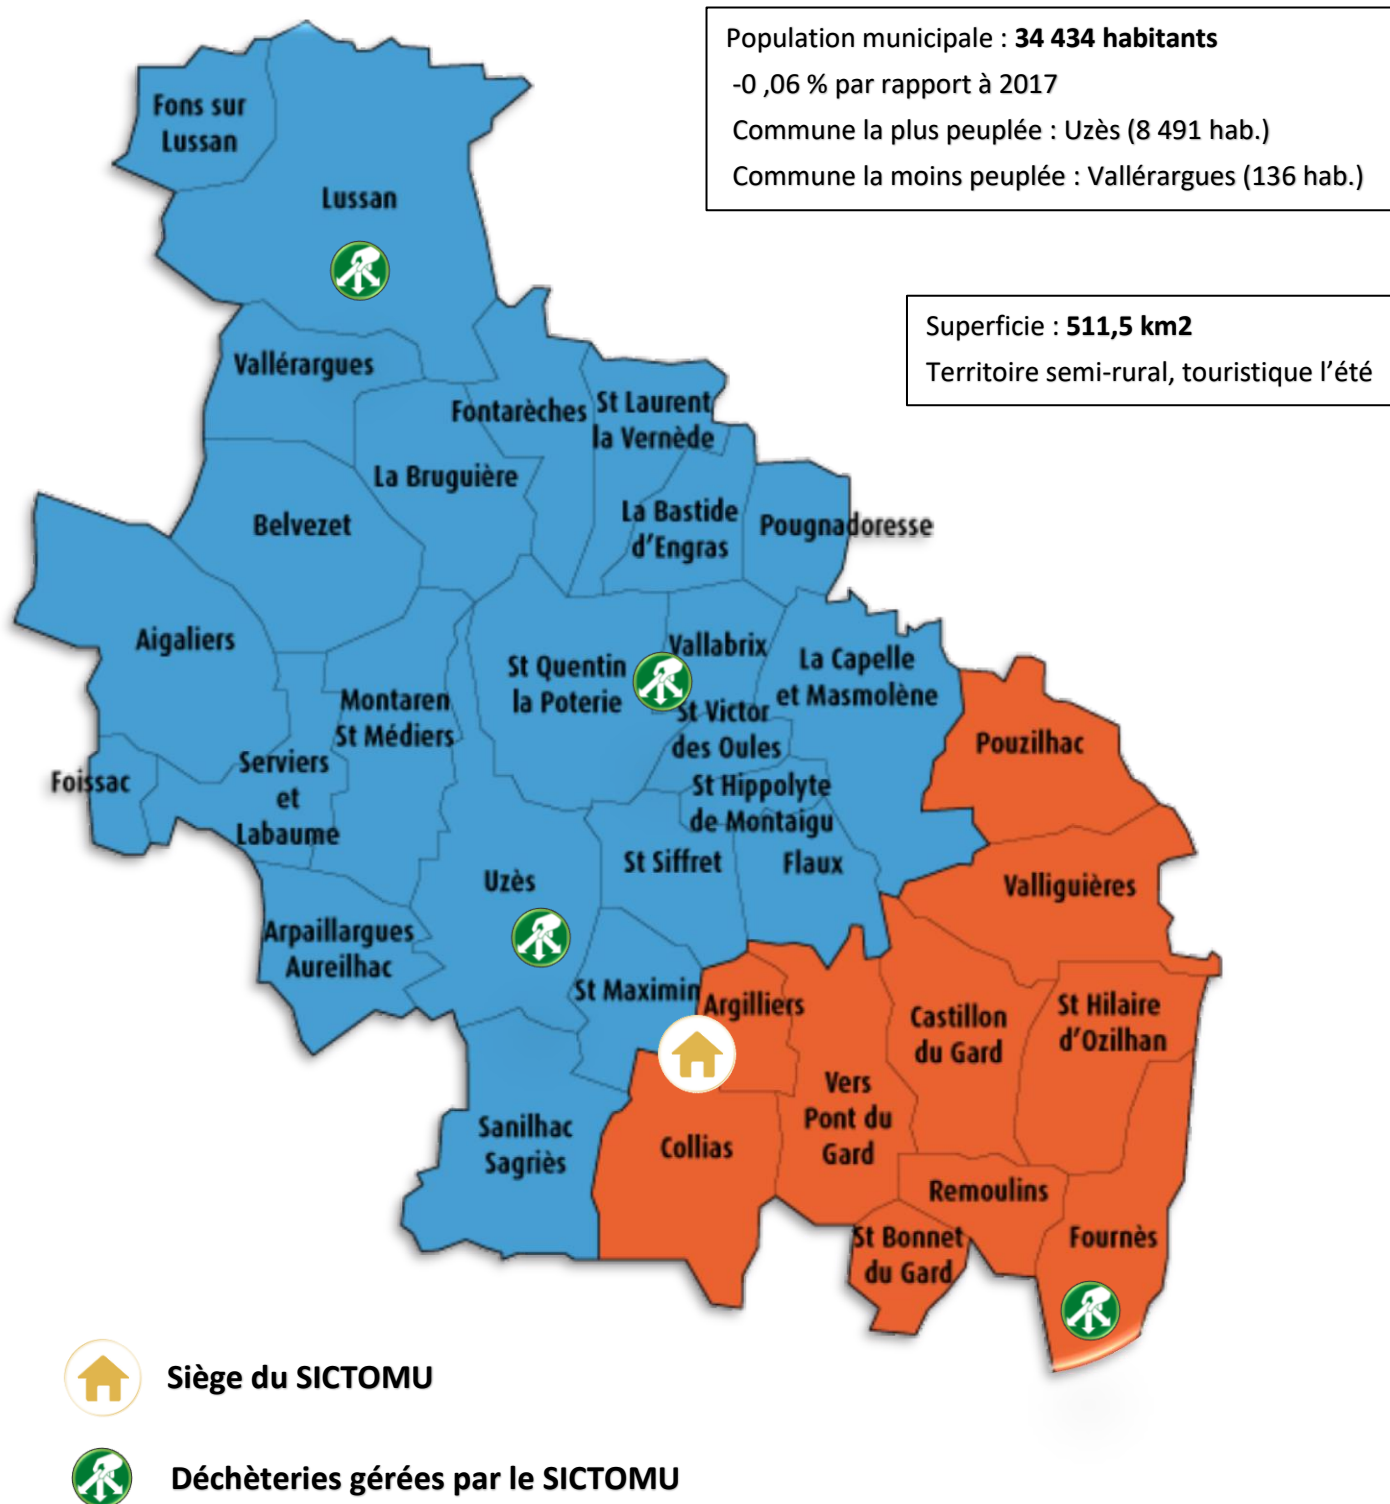 Population municipale : 34 434 habitants
-0 ,06 % par rapport à 2017
Commune la plus peuplée : Uzès (8 491 hab.)
Commune la moins peuplée : Vallérargues (136 hab.)
Superficie : 511,5 km2
Territoire semi-rural, touristique l'été
Fons sur
Lussan
Lussan
Vallérargues
Fontarèches
St Laurent
la Vernède
La Bruguière
Belvezet
La Bastide
d'Engras
Pougnadoresse
Aigaliers
St Quentin
la Poterie
Vallabrix
La Capelle
et Masmolène
Montaren
St Médiers
St Victor
des Oules
Pouzilhac
Foissac
Serviers
et
Labaume
St Hippolyte
de Montaigu
St Siffret
Flaux
Uzès
Valliguières
Arpaillargues
Aureilhac
St Maximin
Argilliers
Castillon
du Gard
St Hilaire
d'Ozilhan
Vers
Pont du
Gard
Sanilhac
Sagriès
Collias
Remoulins
St Bonnet
du Gard
Fournès
Siège du SICTOMU
Déchèteries gérées par le SICTOMU